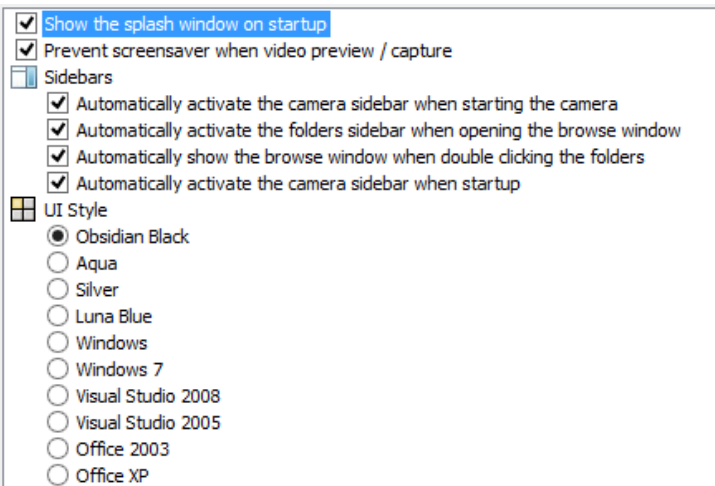 Show the splash window on startup
Prevent screensaver when video preview / capture
Sidebars
Automatically activate the camera sidebar when starting the camera
Automatically activate the folders sidebar when opening the browse window
Automatically show the browse window when double clicking the folders
Automatically activate the camera sidebar when startup
UI Style
Obsidian Black
Aqua
Silver
Luna Blue
Windows
Windows 7
Visual Studio 2008
Visual Studio 2005
Office 2003
Office XP